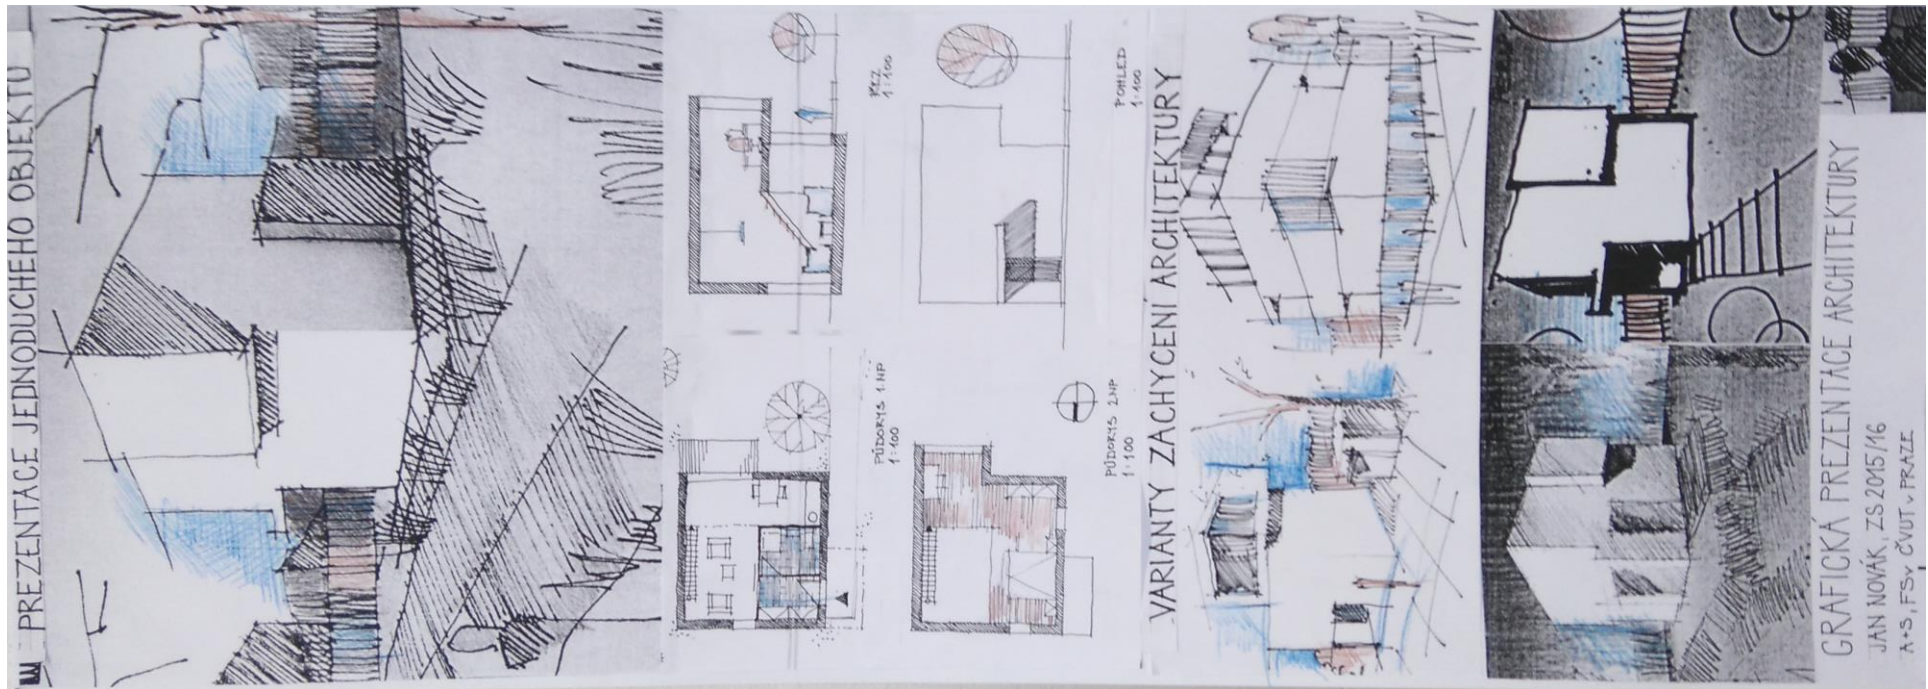 PREZENTACE JEDNODUCHEHO OBJEKTU
ŘEZ
1:100
POHLED
1:100
PŮDORYS 1.NP
1:100
PŮDORYS 2.NP
1:100
VARIANTY ZACHYCENÍ ARCHITEKTURY
GRAFICKÁ PREZENTACE ARCHITEKTURY
JAN NOVÁK, ZS 2015/16
A+S, FSv ČVUT v PRAZE